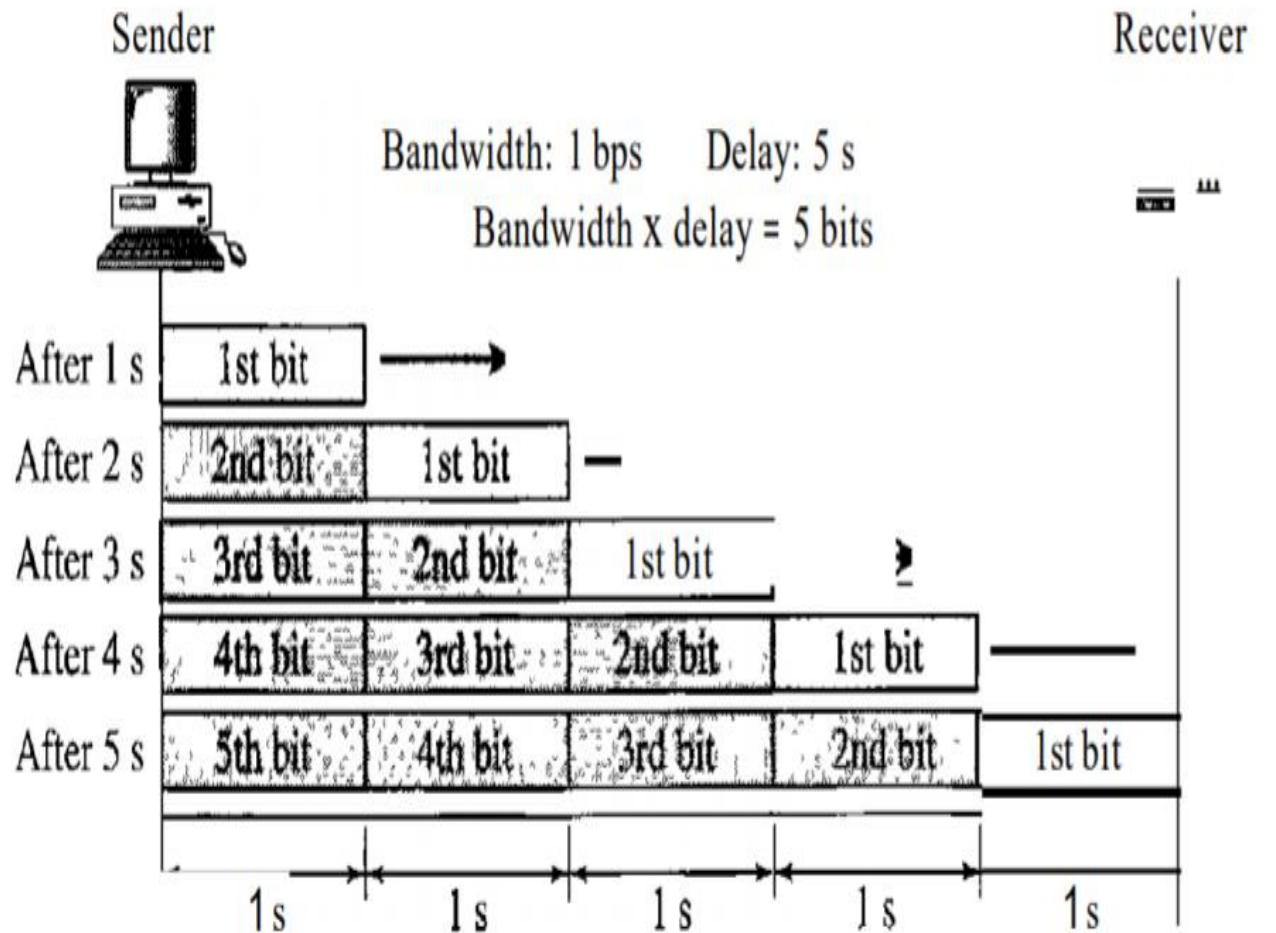 Sender
Receiver
Bandwidth: 1 bps Delay: 5 s
Bandwidth x delay = 5 bits
After 1 s 1st bit
After 2 s 2nd bit 1st bit
After 3 s 3rd bit 2nd bit 1st bit
After 4 s 4th bit 3rd bit 2nd bit 1st bit
After 5 s 5th bit 4th bit 3rd bit 2nd bit 1st bit
1 s 1 s 1 s 1 s 1 s